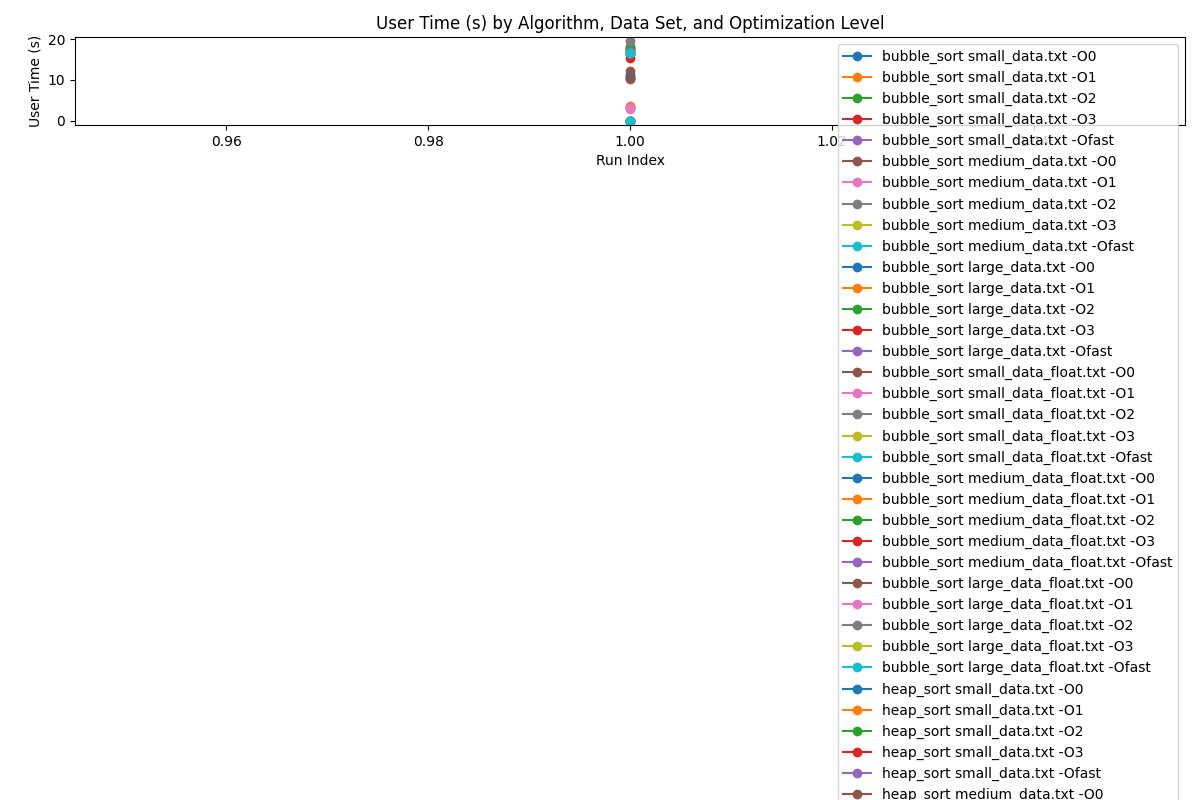 User Time (s) by Algorithm, Data Set, and Optimization Level
User Time (s)
20
10
0
0.96
0.98
1.00
1.02
Run Index
bubble_sort small_data.txt -O0
bubble_sort small_data.txt -O1
bubble_sort small_data.txt -O2
bubble_sort small_data.txt -O3
bubble_sort small_data.txt -Ofast
bubble_sort medium_data.txt -O0
bubble_sort medium_data.txt -O1
bubble_sort medium_data.txt -O2
bubble_sort medium_data.txt -O3
bubble_sort medium_data.txt -Ofast
bubble_sort large_data.txt -O0
bubble_sort large_data.txt -O1
bubble_sort large_data.txt -O2
bubble_sort large_data.txt -O3
bubble_sort large_data.txt -Ofast
bubble_sort small_data_float.txt -O0
bubble_sort small_data_float.txt -O1
bubble_sort small_data_float.txt -O2
bubble_sort small_data_float.txt -O3
bubble_sort small_data_float.txt -Ofast
bubble_sort medium_data_float.txt -O0
bubble_sort medium_data_float.txt -O1
bubble_sort medium_data_float.txt -O2
bubble_sort medium_data_float.txt -O3
bubble_sort medium_data_float.txt -Ofast
bubble_sort large_data_float.txt -O0
bubble_sort large_data_float.txt -O1
bubble_sort large_data_float.txt -O2
bubble_sort large_data_float.txt -O3
bubble_sort large_data_float.txt -Ofast
heap_sort small_data.txt -O0
heap_sort small_data.txt -O1
heap_sort small_data.txt -O2
heap_sort small_data.txt -O3
heap_sort small_data.txt -Ofast
heap_sort medium_data.txt -O0